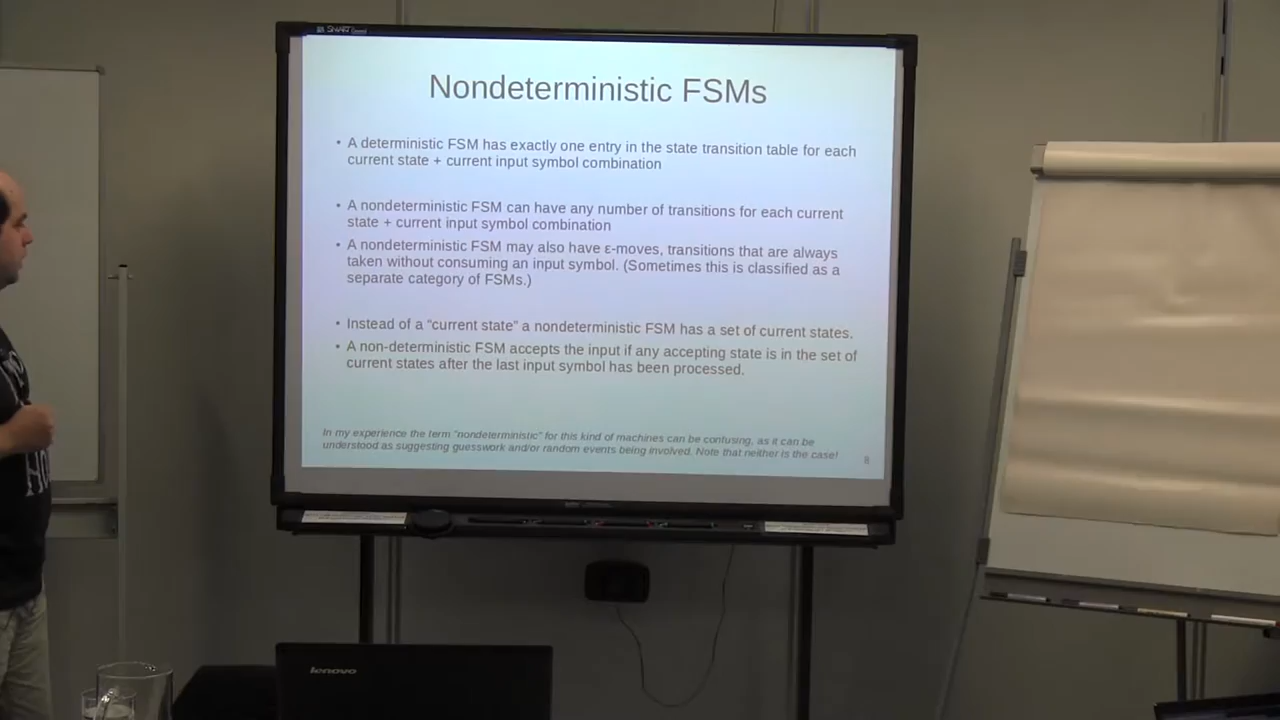 SMART
Nondeterministic FSMs
• A deterministic FSM has exactly one entry in the state transition table for each
current state + current input symbol combination
• A nondeterministic FSM can have any number of transitions for each current
state + current input symbol combination
• A nondeterministic FSM may also have ε-moves, transitions that are always
taken without consuming an input symbol. (Sometimes this is classified as a
separate category of FSMs.)
• Instead of a "current state" a nondeterministic FSM has a set of current states.
• A non-deterministic FSM accepts the input if any accepting state is in the set of
current states after the last input symbol has been processed.
In my experience the term "nondeterministic" for this kind of machines can be confusing, as it can be
understood as suggesting guesswork and/or random events being involved. Note that neither is the case!
8
lenovo